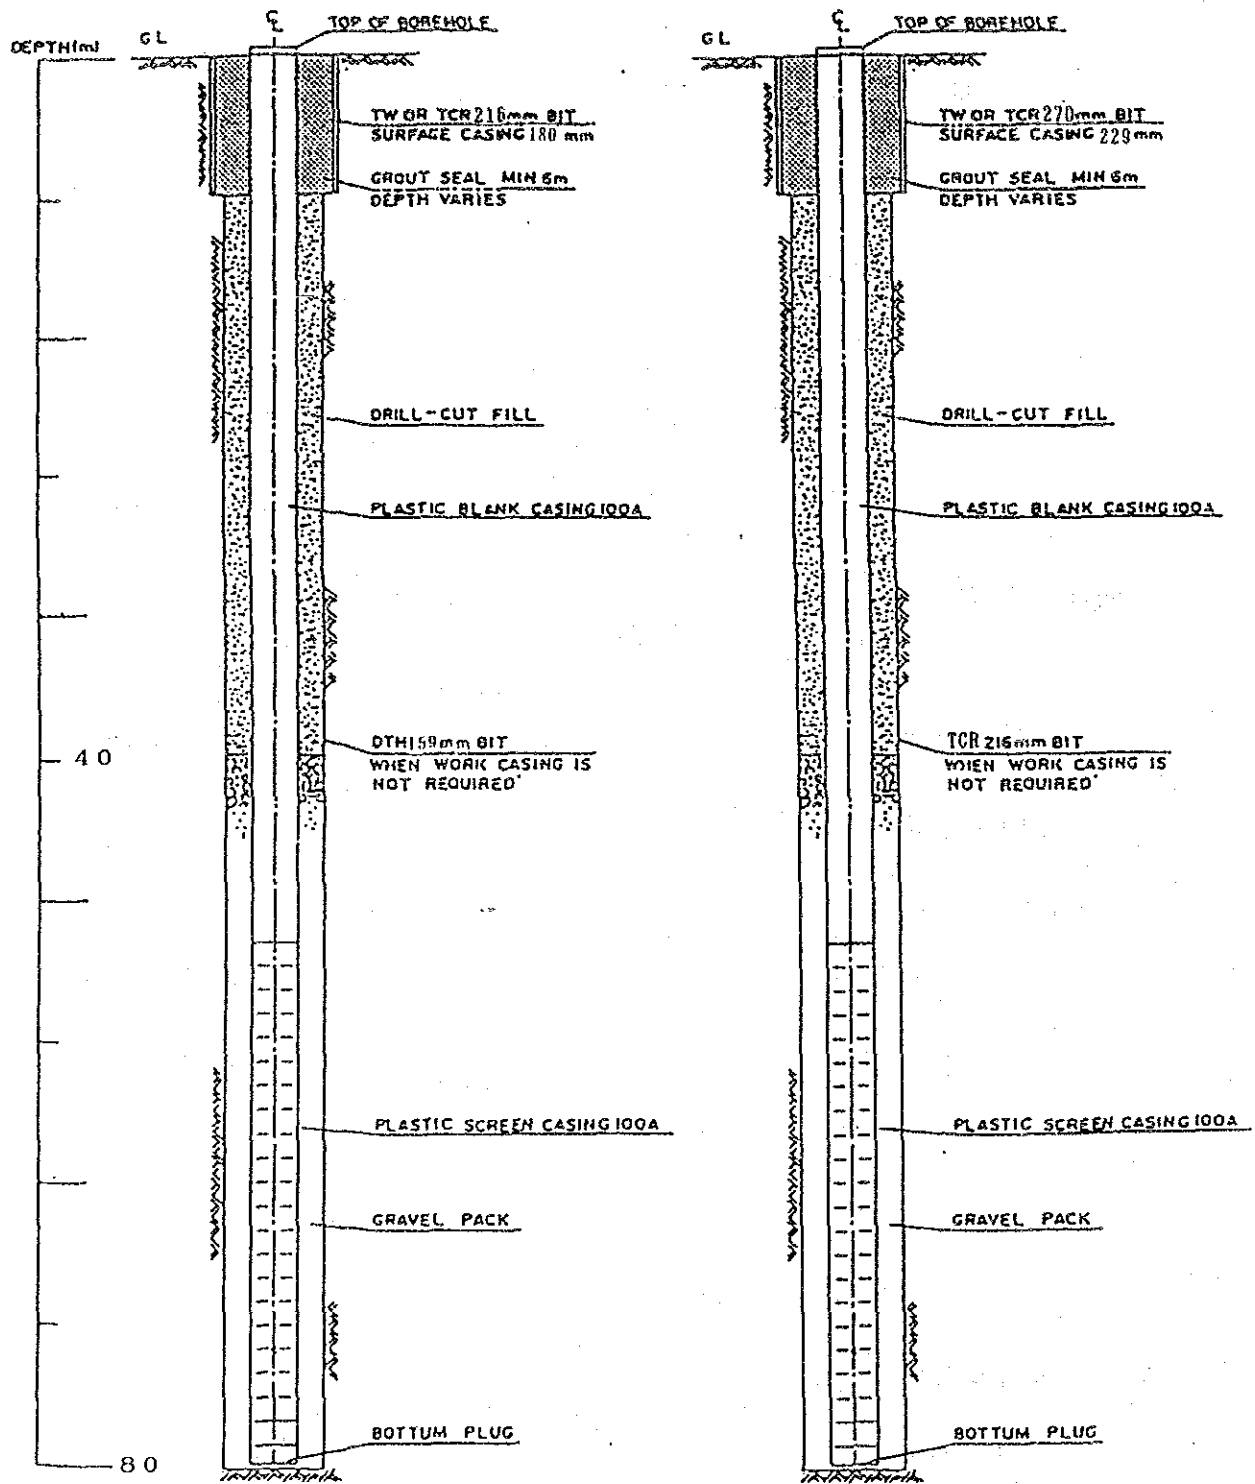 DEPTH(m)
GL
℄
TOP OF BOREHOLE
TW OR TCR 216mm BIT
SURFACE CASING 180 mm
GROUT SEAL MIN 6m
DEPTH VARIES
DRILL-CUT FILL
PLASTIC BLANK CASING 100A
40
DTH 159mm BIT
WHEN WORK CASING IS
NOT REQUIRED
PLASTIC SCREEN CASING 100A
GRAVEL PACK
BOTTUM PLUG
80
GL
℄
TOP OF BOREHOLE
TW OR TCR 270mm BIT
SURFACE CASING 229mm
GROUT SEAL MIN 6m
DEPTH VARIES
DRILL-CUT FILL
PLASTIC BLANK CASING 100A
TCR 216mm BIT
WHEN WORK CASING IS
NOT REQUIRED
PLASTIC SCREEN CASING 100A
GRAVEL PACK
BOTTUM PLUG